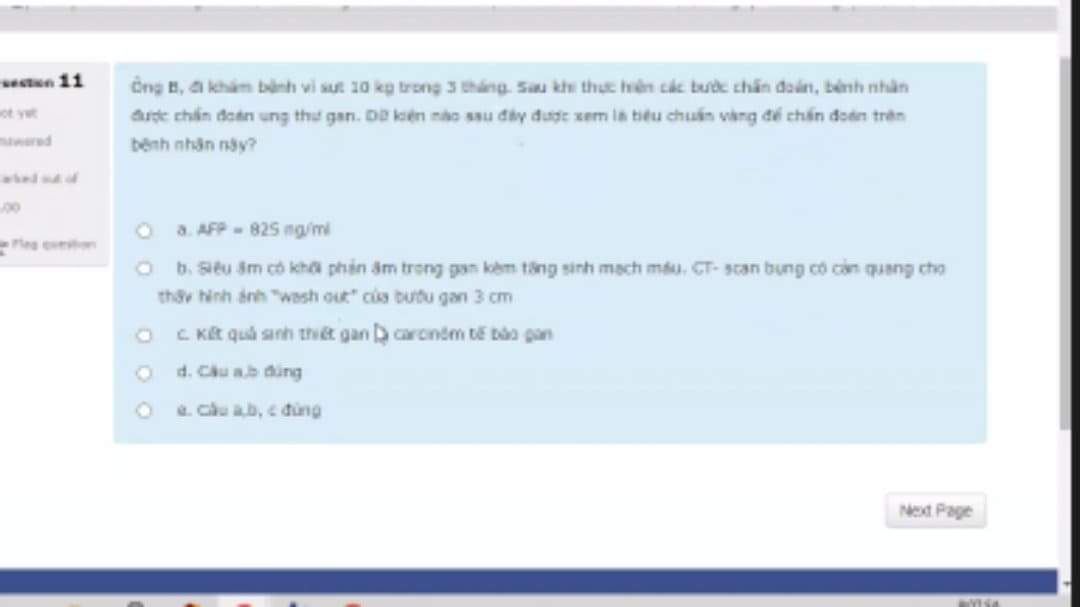 question 11
Ông B, đi khám bệnh vì sụt 10 kg trong 3 tháng. Sau khi thực hiện các bước chẩn đoán, bệnh nhân
được chẩn đoán ung thư gan. Dữ kiện nào sau đây được xem là tiêu chuẩn vàng để chẩn đoán trên
bệnh nhân này?
ot yet
nswered
arked out of
.00
Flag question
a. AFP = 825 ng/ml
b. Siêu âm có khối phản âm trong gan kèm tăng sinh mạch máu. CT- scan bụng có cản quang cho
thấy hình ảnh "wash out" của bướu gan 3 cm
c. Kết quả sinh thiết gan là carcinôm tế bào gan
d. Câu a,b đúng
e. Câu a,b, c đúng
Next Page